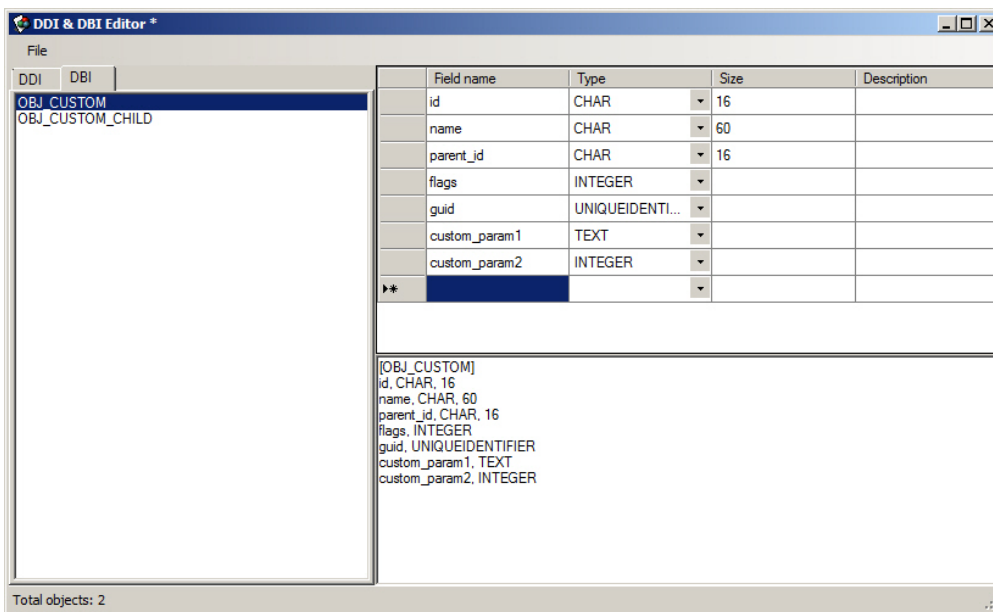 DDI & DBI Editor *
File
DDI DBI
OBJ_CUSTOM
OBJ_CUSTOM_CHILD
Field name Type Size Description
id CHAR 16
name CHAR 60
parent_id CHAR 16
flags INTEGER
guid UNIQUEIDENTI...
custom_param1 TEXT
custom_param2 INTEGER
[OBJ_CUSTOM]
id, CHAR, 16
name, CHAR, 60
parent_id, CHAR, 16
flags, INTEGER
guid, UNIQUEIDENTIFIER
custom_param1, TEXT
custom_param2, INTEGER
Total objects: 2